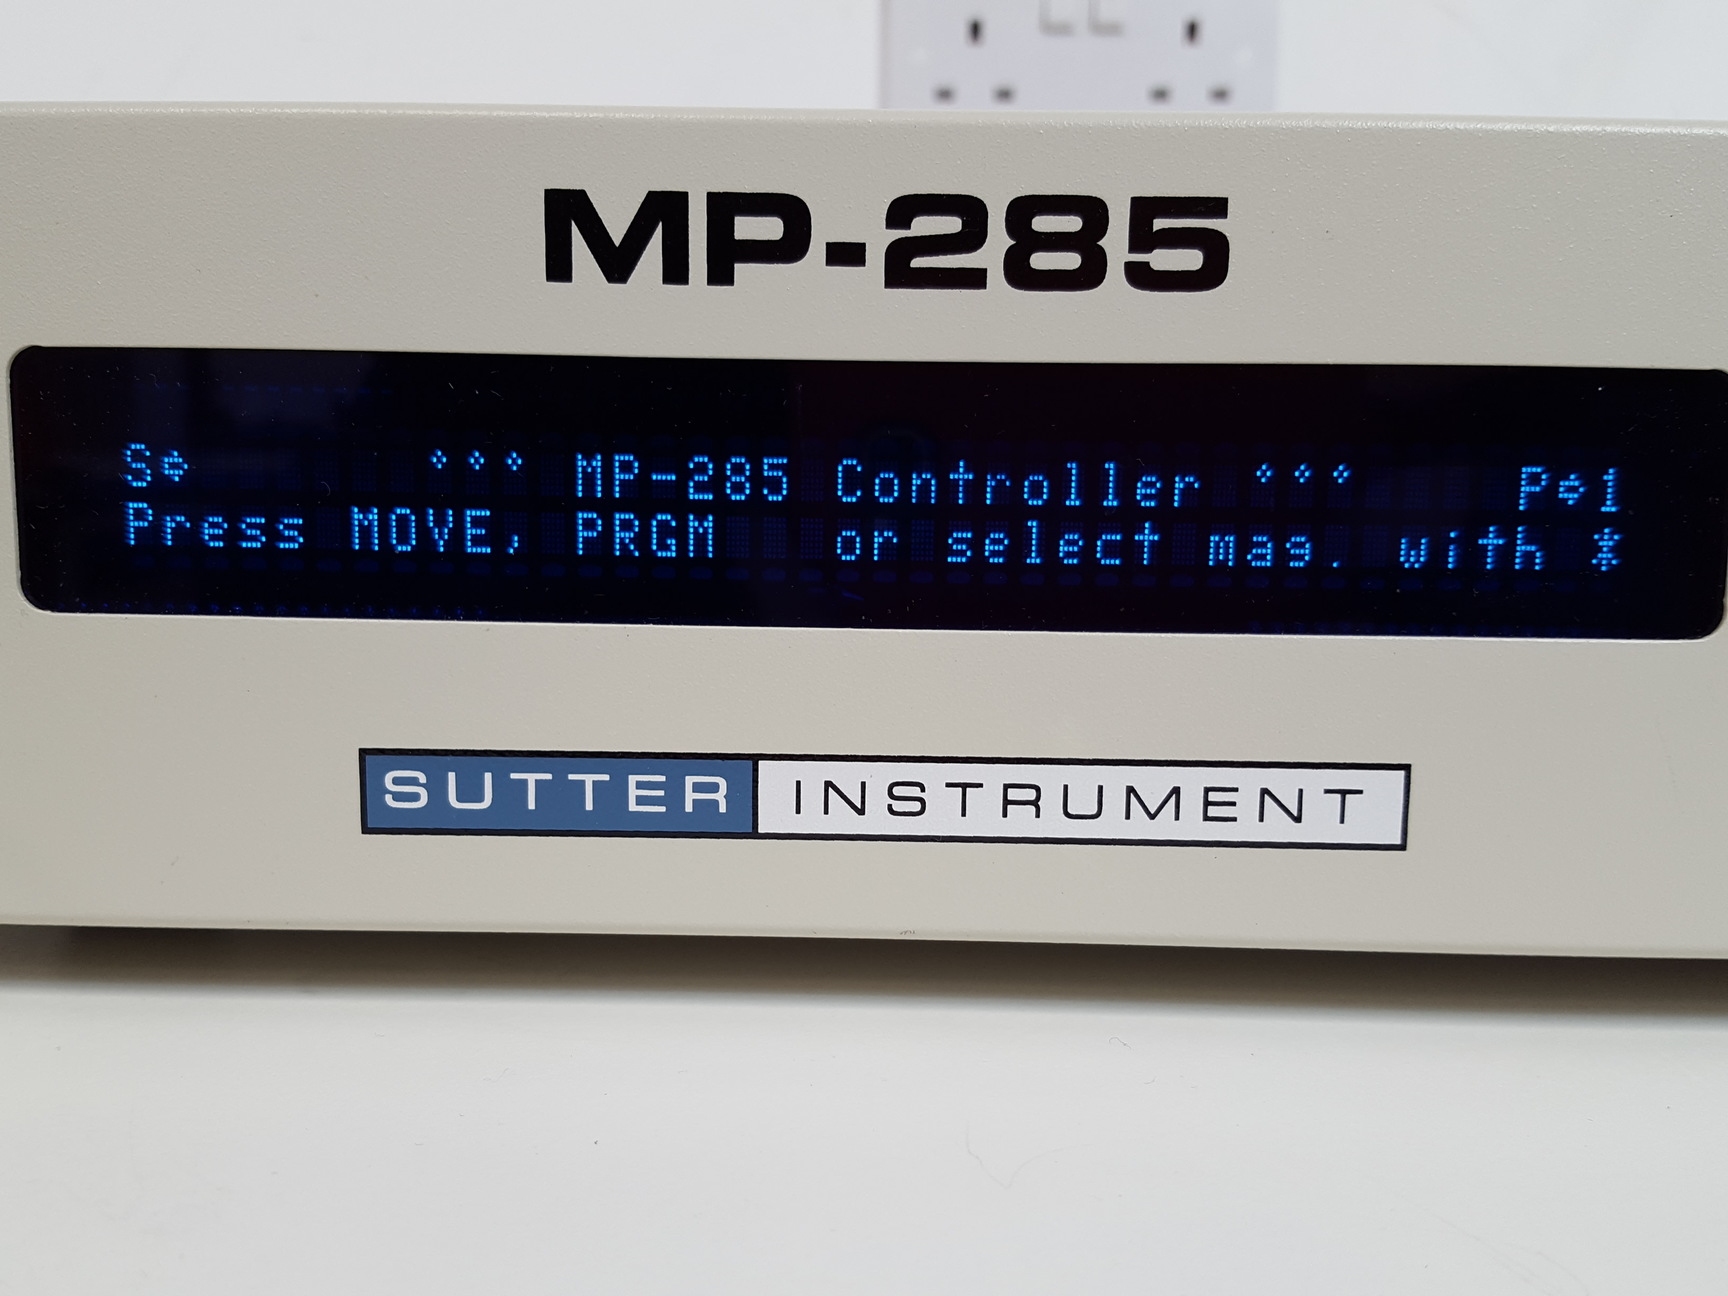 MP-285
S⋄ ⋄⋄⋄ MP-285 Controller ⋄⋄⋄ P⋄1
Press MOVE, PRGM or select mag. with *
SUTTER INSTRUMENT